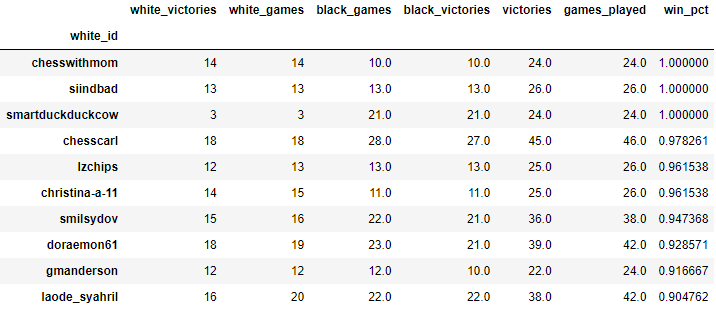 white_victories white_games black_games black_victories victories games_played win_pct
white_id
chesswithmom 14 14 10.0 10.0 24.0 24.0 1.000000
siindbad 13 13 13.0 13.0 26.0 26.0 1.000000
smartduckduckcow 3 3 21.0 21.0 24.0 24.0 1.000000
chesscarl 18 18 28.0 27.0 45.0 46.0 0.978261
lzchips 12 13 13.0 13.0 25.0 26.0 0.961538
christina-a-11 14 15 11.0 11.0 25.0 26.0 0.961538
smilsydov 15 16 22.0 21.0 36.0 38.0 0.947368
doraemon61 18 19 23.0 21.0 39.0 42.0 0.928571
gmanderson 12 12 12.0 10.0 22.0 24.0 0.916667
laode_syahril 16 20 22.0 22.0 38.0 42.0 0.904762